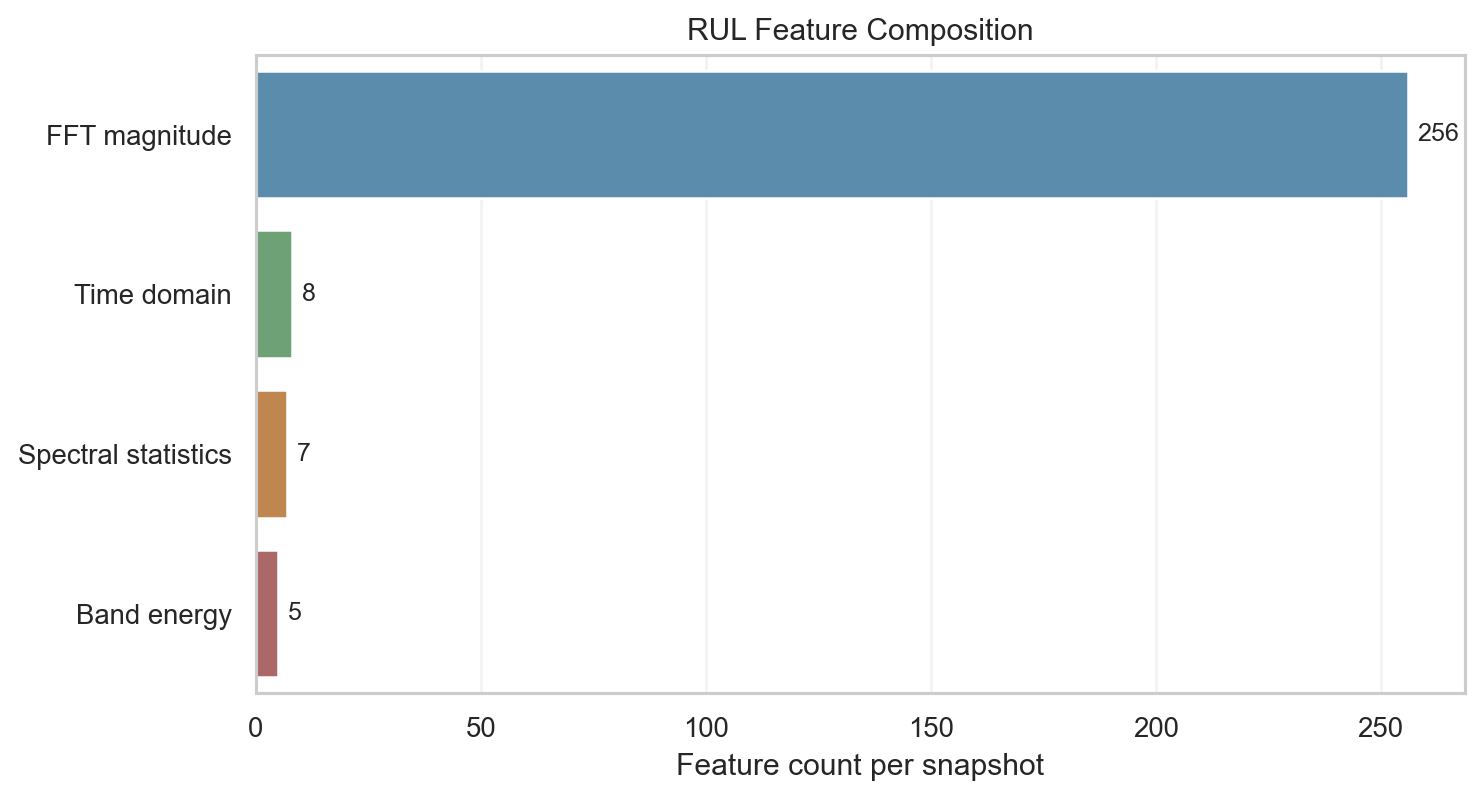 RUL Feature Composition
FFT magnitude
256
Time domain
8
Spectral statistics
7
Band energy
5
0 50 100 150 200 250
Feature count per snapshot